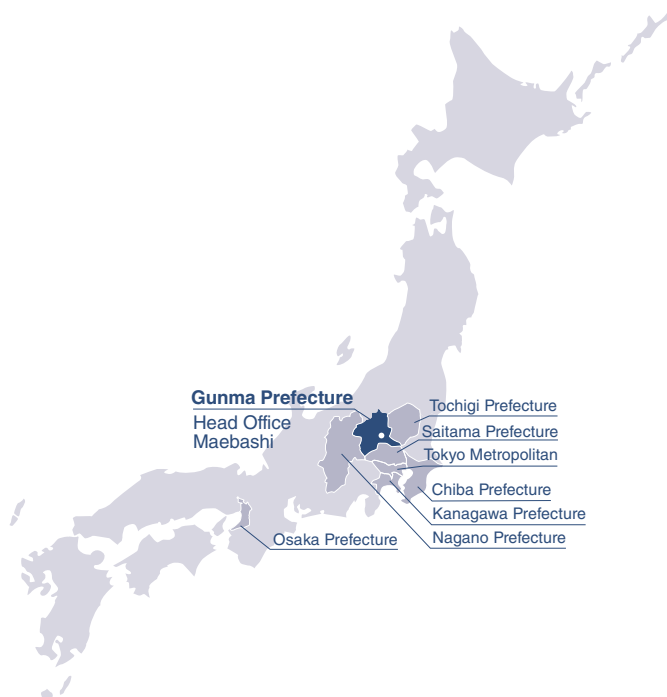 Gunma Prefecture
Head Office
Maebashi
Tochigi Prefecture
Saitama Prefecture
Tokyo Metropolitan
Chiba Prefecture
Kanagawa Prefecture
Nagano Prefecture
Osaka Prefecture